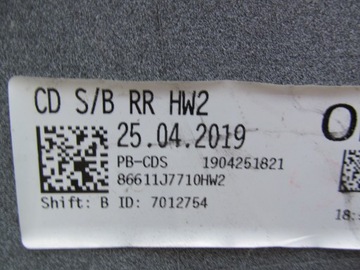 CD S/B RR HW2
25.04.2019
PB-CDS 1904251821
86611J7710HW2
Shift: B ID: 7012754